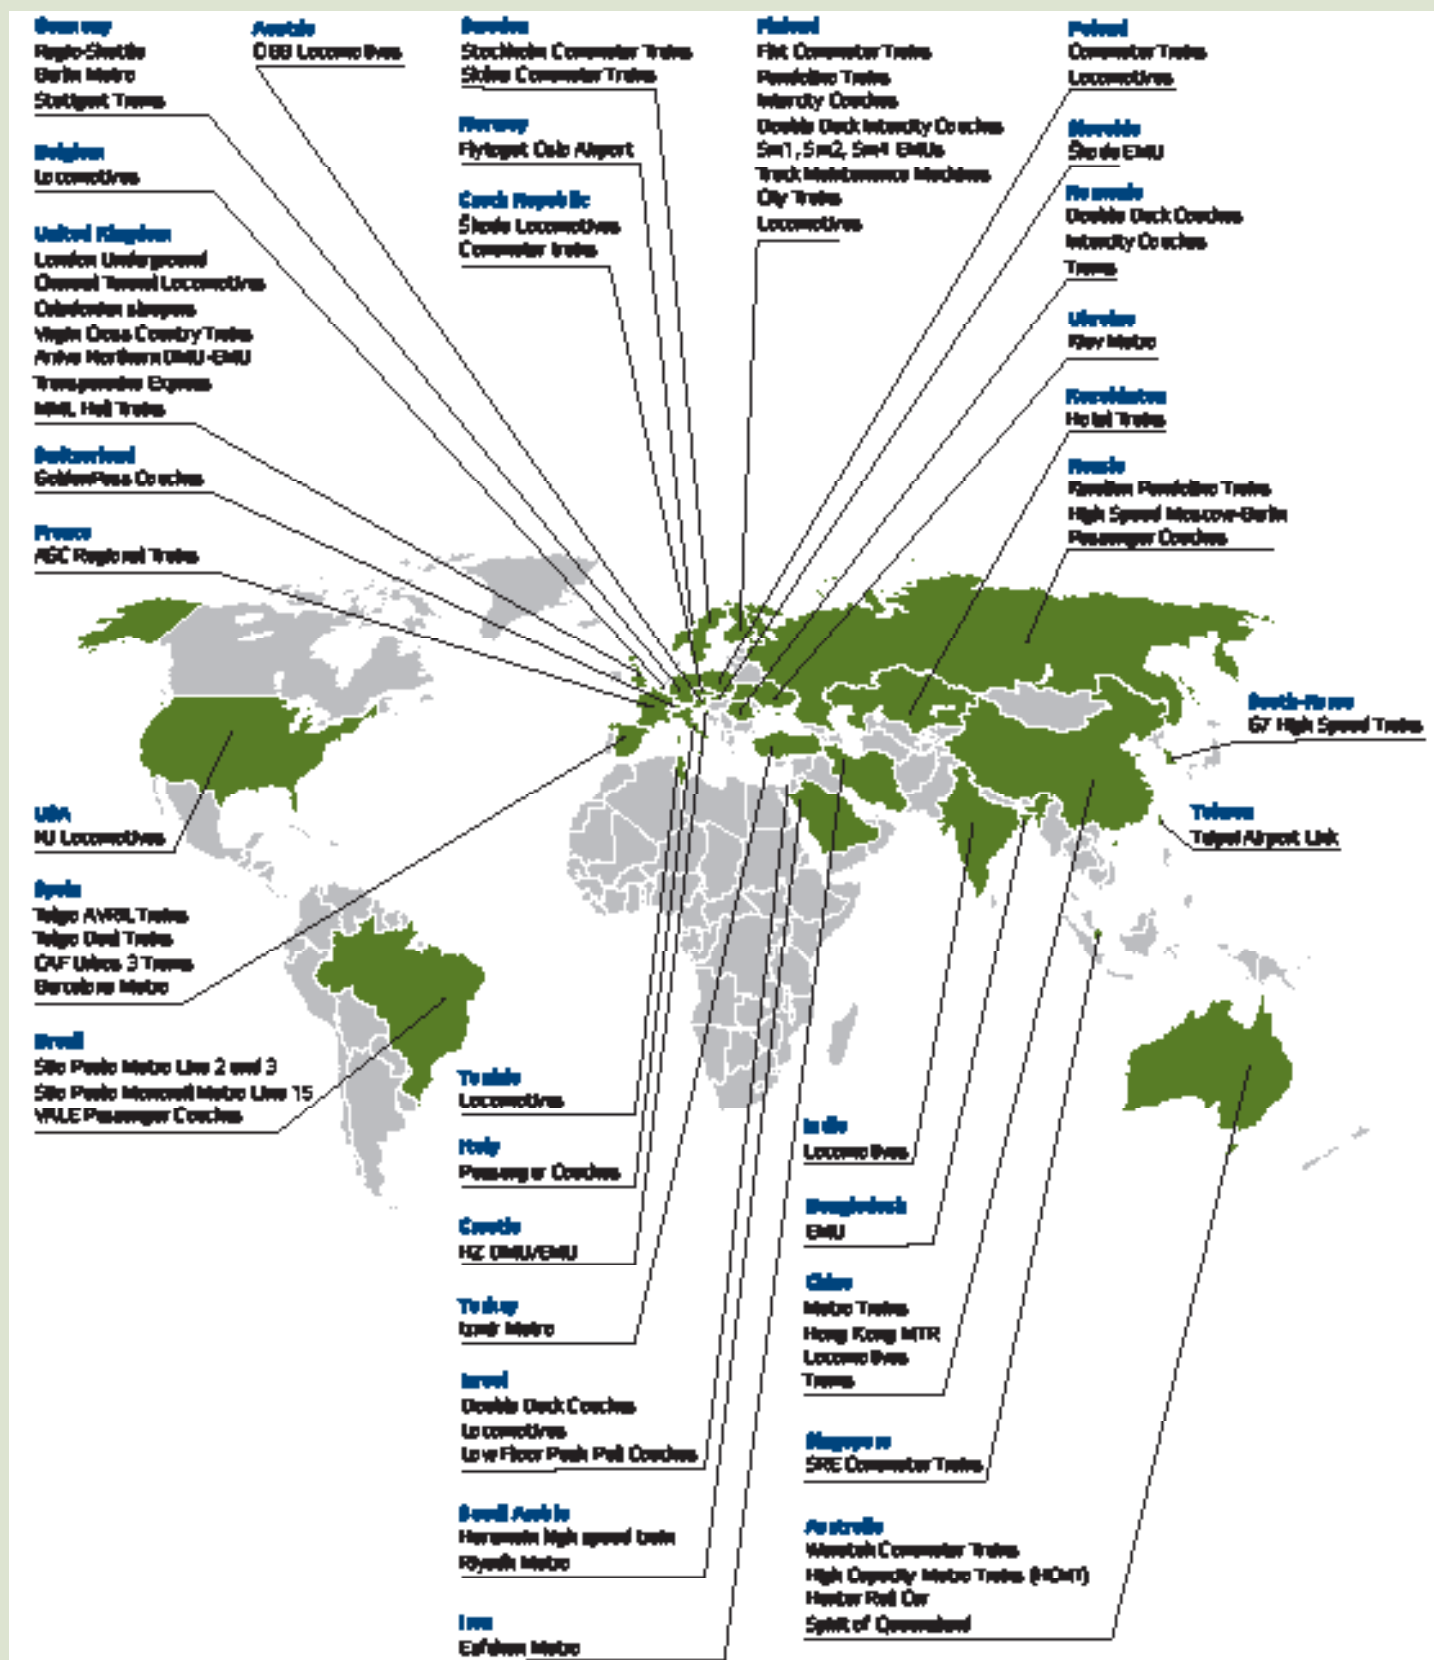 Germany
Regio-Shuttle
Berlin Metro
Stuttgart Trams
Austria
ÖBB Locomotives
Sweden
Stockholm Commuter Trains
Skåne Commuter Trains
Finland
Flirt Commuter Trains
Pendolino Trains
Intercity Coaches
Double Deck Intercity Coaches
Sm1, Sm2, Sm4 EMUs
Track Maintenance Machines
City Trains
Locomotives
Poland
Commuter Trains
Locomotives
Belgium
Locomotives
Norway
Flytoget Oslo Airport
Slovakia
Škoda EMU
Czech Republic
Škoda Locomotives
Commuter trains
Romania
Double Deck Coaches
Intercity Coaches
Trams
United Kingdom
London Underground
Channel Tunnel Locomotives
Caledonian sleepers
Virgin Cross Country Trains
Arriva Northern DMU-EMU
Transpennine Express
MML Hull Trains
Ukraine
Kiev Metro
Kazakhstan
Hotel Trains
Switzerland
GoldenPass Coaches
Russia
Karelian Pendolino Trains
High Speed Moscow-Berlin
Passenger Coaches
France
AGC Regional Trains
South-Korea
G7 High Speed Trains
USA
NJ Locomotives
Taiwan
Taipei Airport Link
Spain
Talgo AVRIL Trains
Talgo Dual Trains
CAF Urbos 3 Trams
Barcelona Metro
Brasil
São Paulo Metro Line 2 and 3
São Paulo Monorail Metro Line 15
VALE Passenger Coaches
Tunisia
Locomotives
Italy
Passenger Coaches
Croatia
HZ DMU/EMU
Turkey
Izmir Metro
Israel
Double Deck Coaches
Locomotives
Low Floor Push Pull Coaches
Saudi Arabia
Haramain high speed train
Riyadh Metro
Iran
Esfahan Metro
India
Locomotives
Bangladesh
EMU
China
Metro Trains
Hong Kong MTR
Locomotives
Trams
Singapore
SRE Commuter Trains
Australia
Waratah Commuter Trains
High Capacity Metro Trains (HCMT)
Hunter Rail Car
Spirit of Queensland